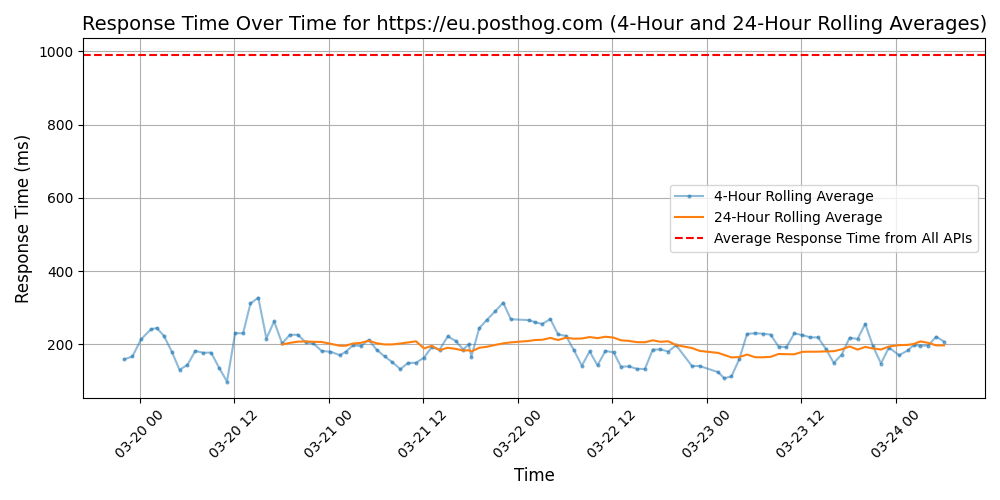 Response Time Over Time for https://eu.posthog.com (4-Hour and 24-Hour Rolling Averages)
Response Time (ms)
1000
800
600
400
200
4-Hour Rolling Average
24-Hour Rolling Average
Average Response Time from All APIs
03-20 00
03-20 12
03-21 00
03-21 12
03-22 00
03-22 12
03-23 00
03-23 12
03-24 00
Time